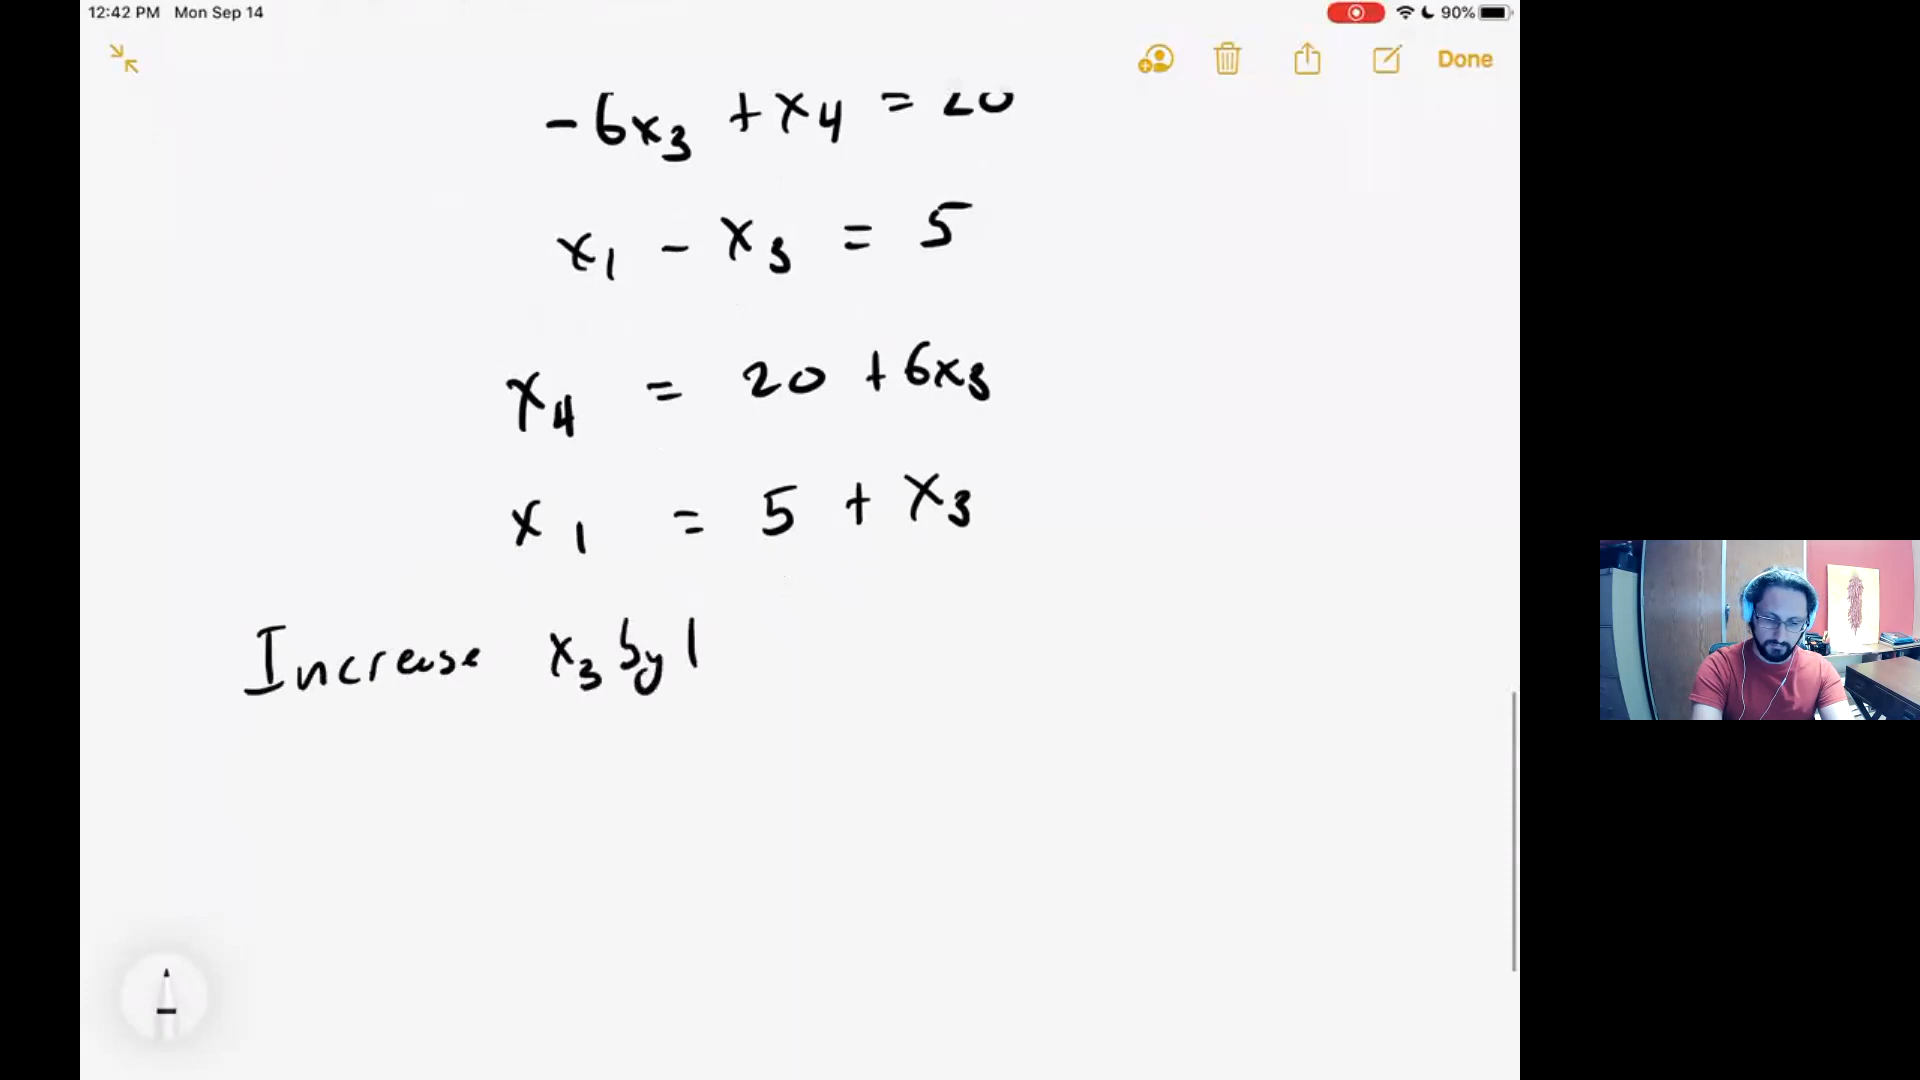 12:42 PM Mon Sep 14
90%
Done
-6x₃ + x₄ = 20
x₁ - x₃ = 5
x₄ = 20 + 6x₃
x₁ = 5 + x₃
Increase x₃ by 1